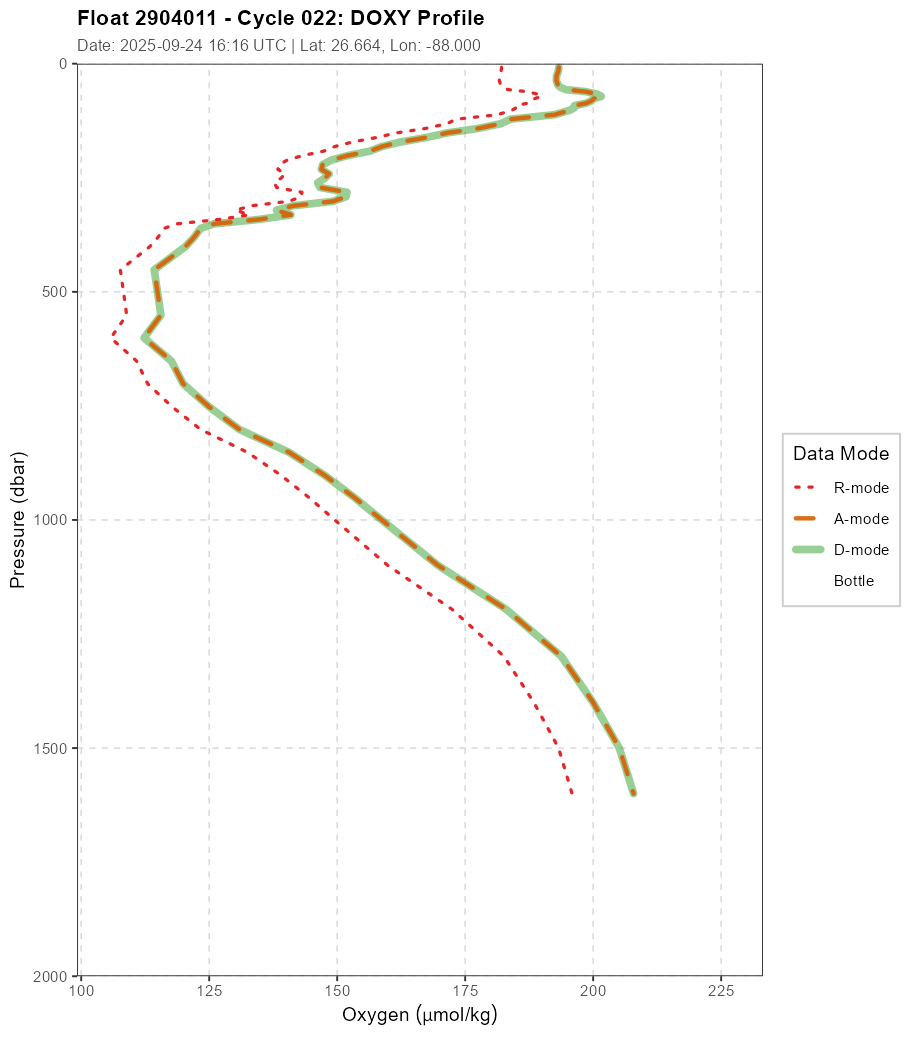 Float 2904011 - Cycle 022: DOXY Profile
Date: 2025-09-24 16:16 UTC | Lat: 26.664, Lon: -88.000
0
500
1000
1500
2000
Pressure (dbar)
100 125 150 175 200 225
Oxygen (µmol/kg)
Data Mode
R-mode
A-mode
D-mode
Bottle